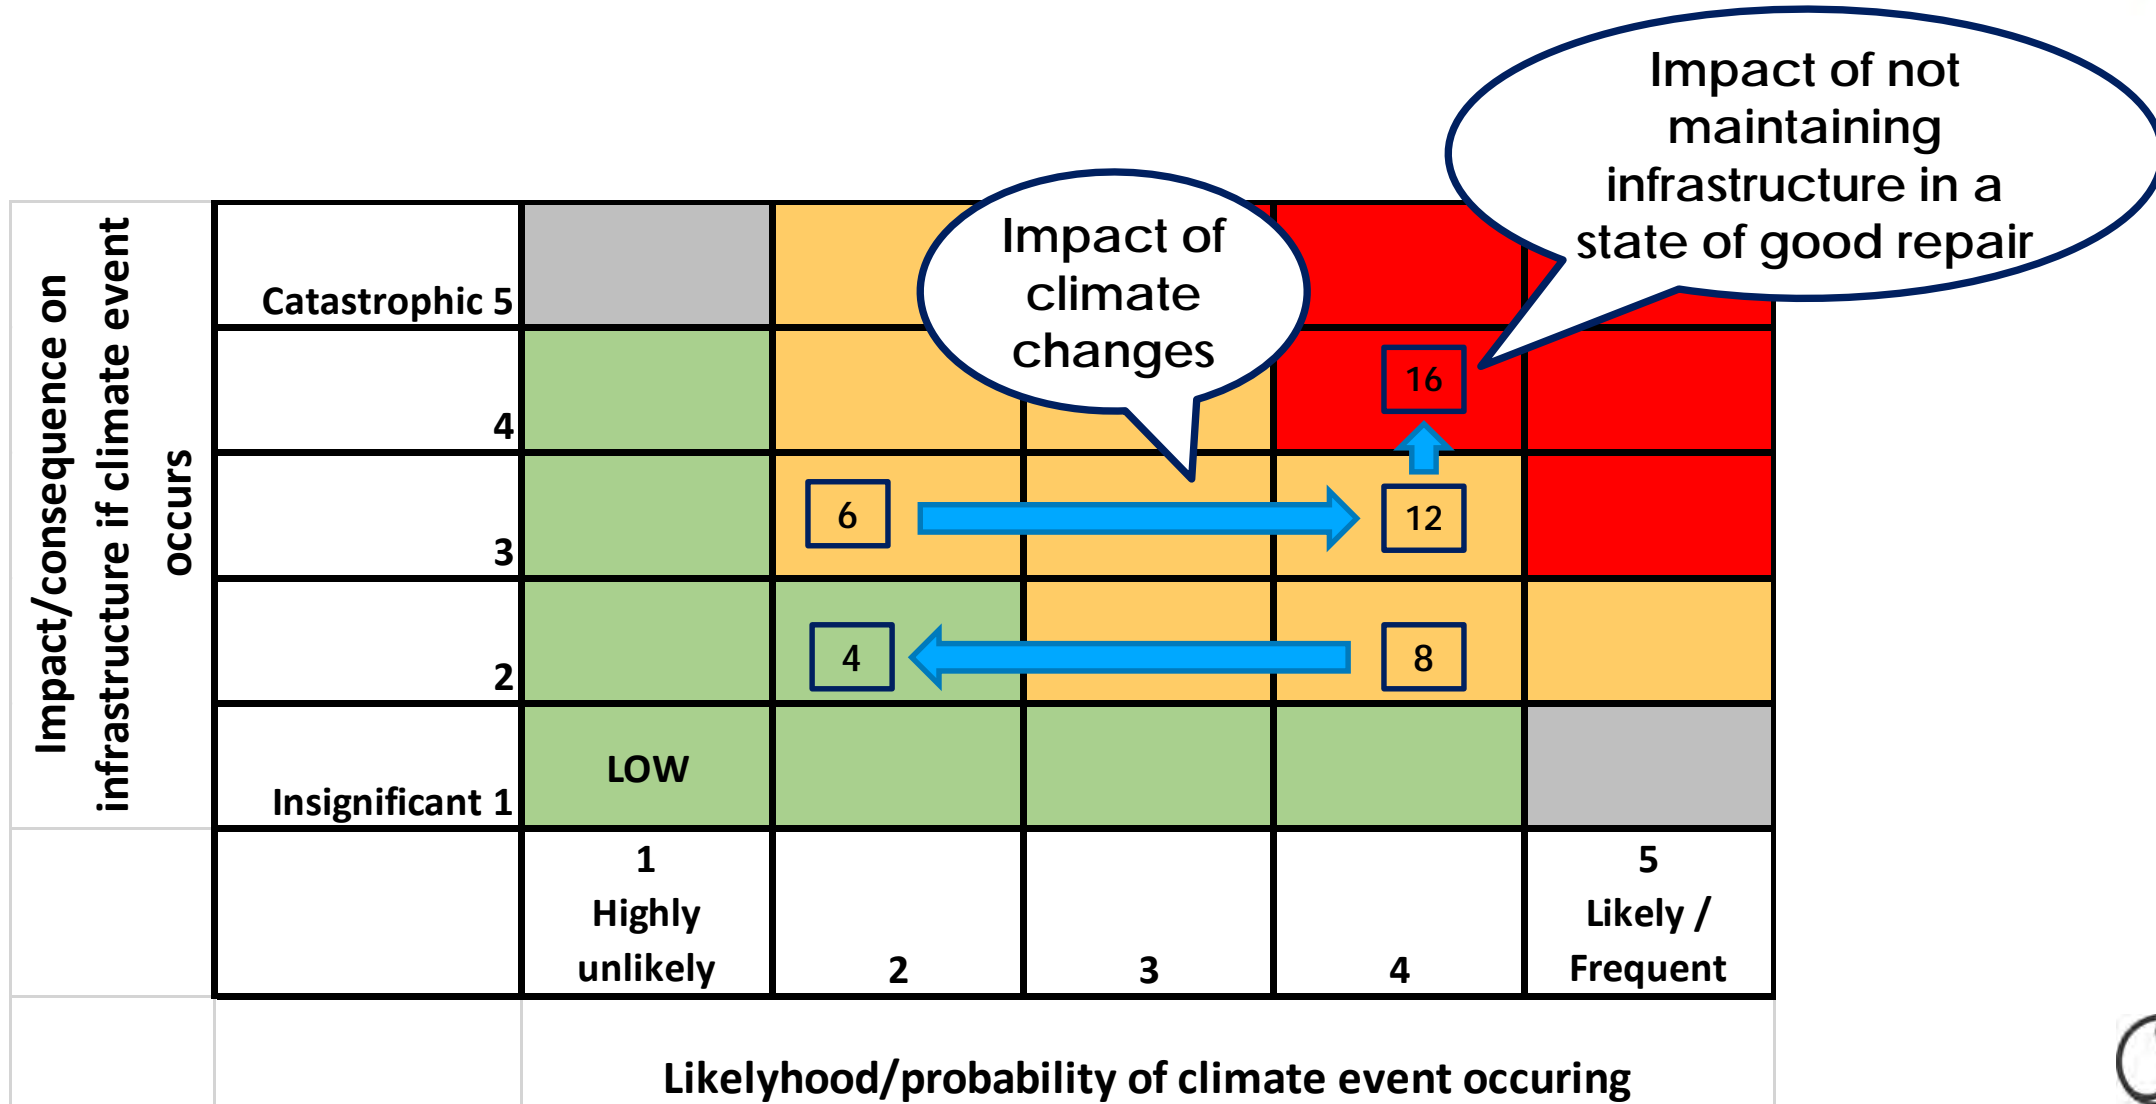 Impact of not
maintaining
infrastructure in a
state of good repair
Impact of
climate
changes
Impact/consequence on
infrastructure if climate event
occurs
Catastrophic 5
4
16
3
6
12
2
4
8
Insignificant 1
LOW
1
Highly
unlikely
2
3
4
5
Likely /
Frequent
Likelyhood/probability of climate event occuring